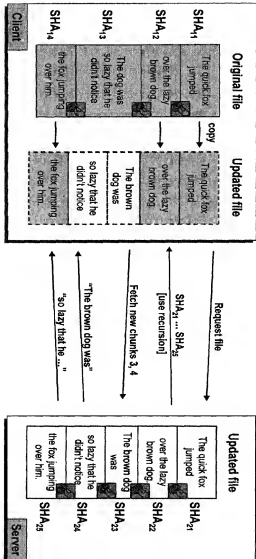 Original file
Updated file
Updated file
SHA11
SHA12
SHA13
SHA14
The quick fox
jumped
over the lazy
brown dog.
The dog was
so lazy that he
didn't notice
the fox jumping
over him.
copy
The quick fox
jumped
over the lazy
brown dog.
The brown
dog was
so lazy that he
didn't notice
the fox jumping
over him.
Client
Request file
SHA21 ... SHA25
[use recursion]
Fetch new chunks 3, 4
"The brown dog was"
"so lazy that he ..."
The quick fox
jumped
over the lazy
brown dog.
The brown dog
was
so lazy that he
didn't notice
the fox jumping
over him.
SHA21
SHA22
SHA23
SHA24
SHA25
Server